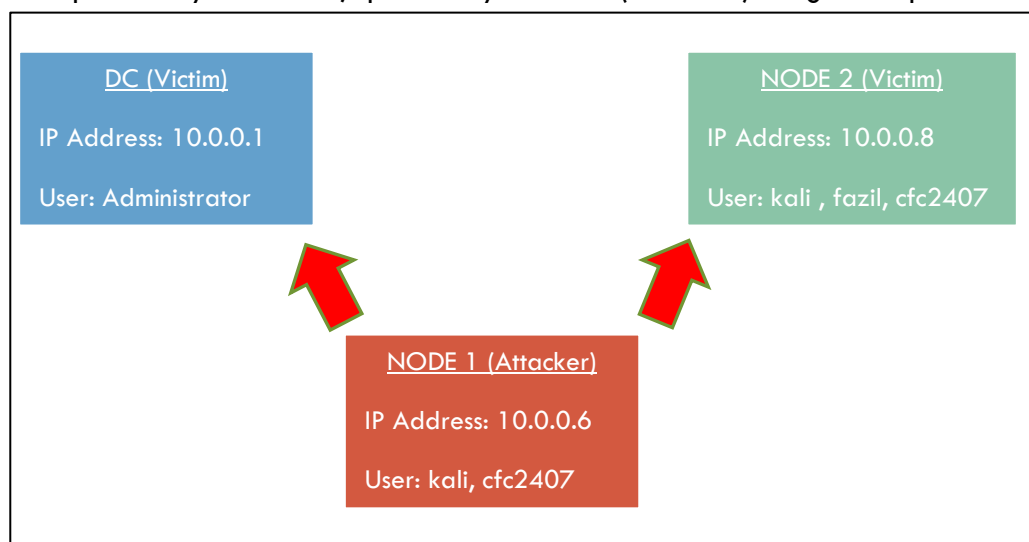 DC (Victim)
IP Address: 10.0.0.1
User: Administrator
NODE 2 (Victim)
IP Address: 10.0.0.8
User: kali , fazil, cfc2407
NODE 1 (Attacker)
IP Address: 10.0.0.6
User: kali, cfc2407